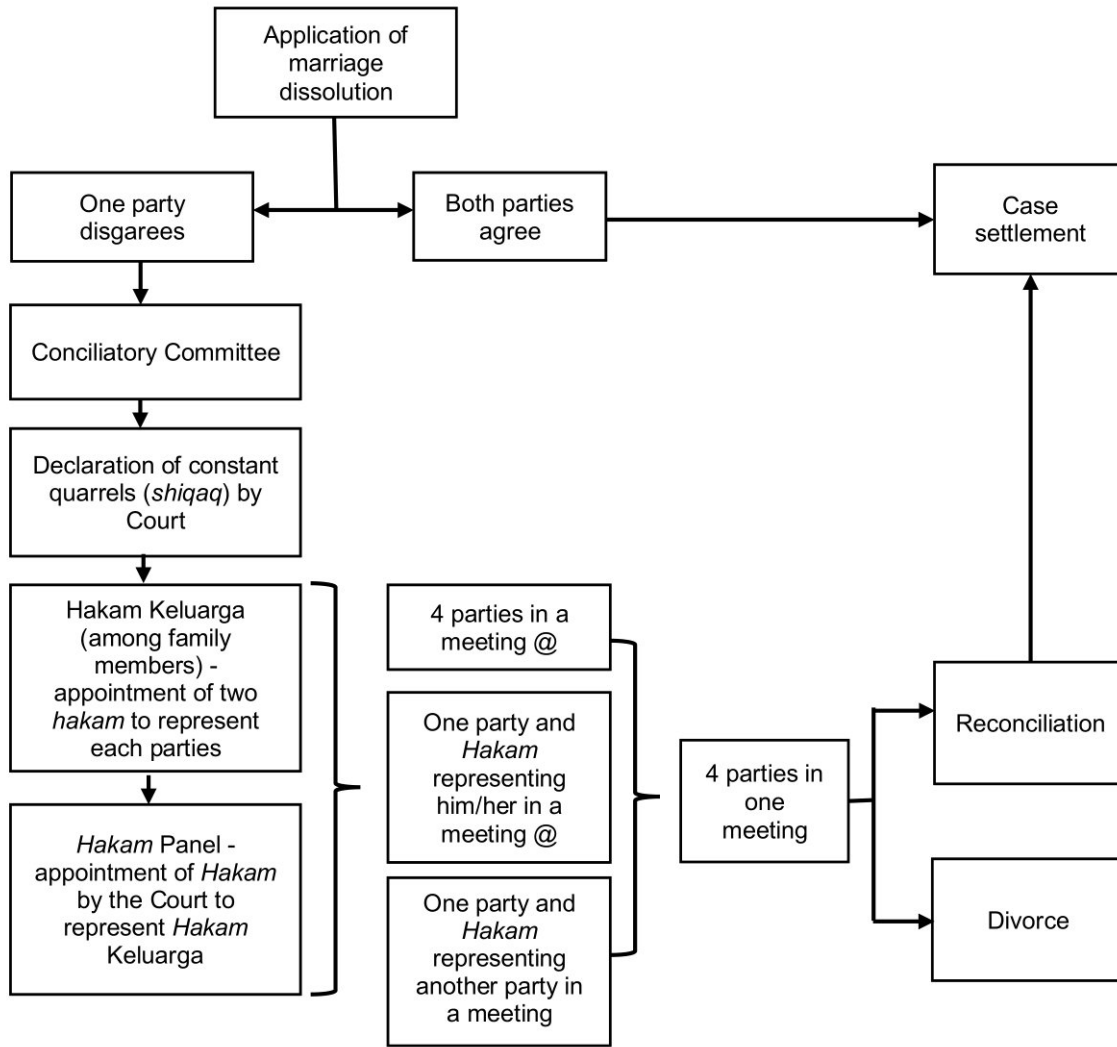 Application of
marriage
dissolution
One party
disgarees
Both parties
agree
Case
settlement
Conciliatory Committee
Declaration of constant
quarrels (shiqaq) by
Court
Hakam Keluarga
(among family
members) -
appointment of two
hakam to represent
each parties
Hakam Panel -
appointment of Hakam
by the Court to
represent Hakam
Keluarga
4 parties in a
meeting @
One party and
Hakam
representing
him/her in a
meeting @
One party and
Hakam
representing
another party in
a meeting
4 parties in
one
meeting
Reconciliation
Divorce